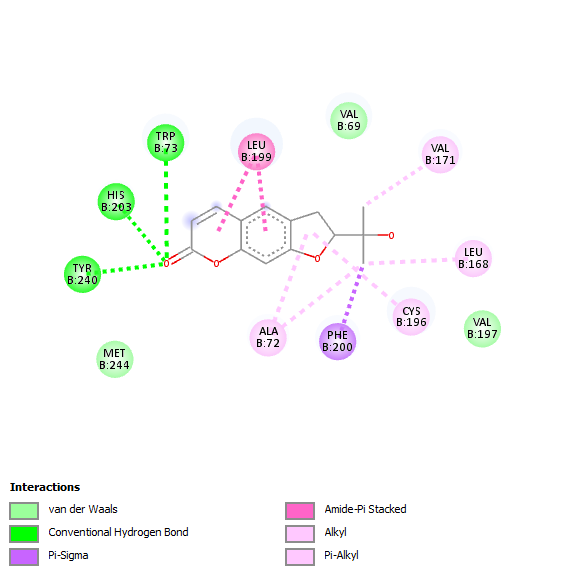 VAL
B:69
TRP
B:73
LEU
B:199
VAL
B:171
HIS
B:203
O
O
O
O
TYR
B:240
LEU
B:168
CYS
B:196
VAL
B:197
ALA
B:72
PHE
B:200
MET
B:244
Interactions
van der Waals
Conventional Hydrogen Bond
Pi-Sigma
Amide-Pi Stacked
Alkyl
Pi-Alkyl